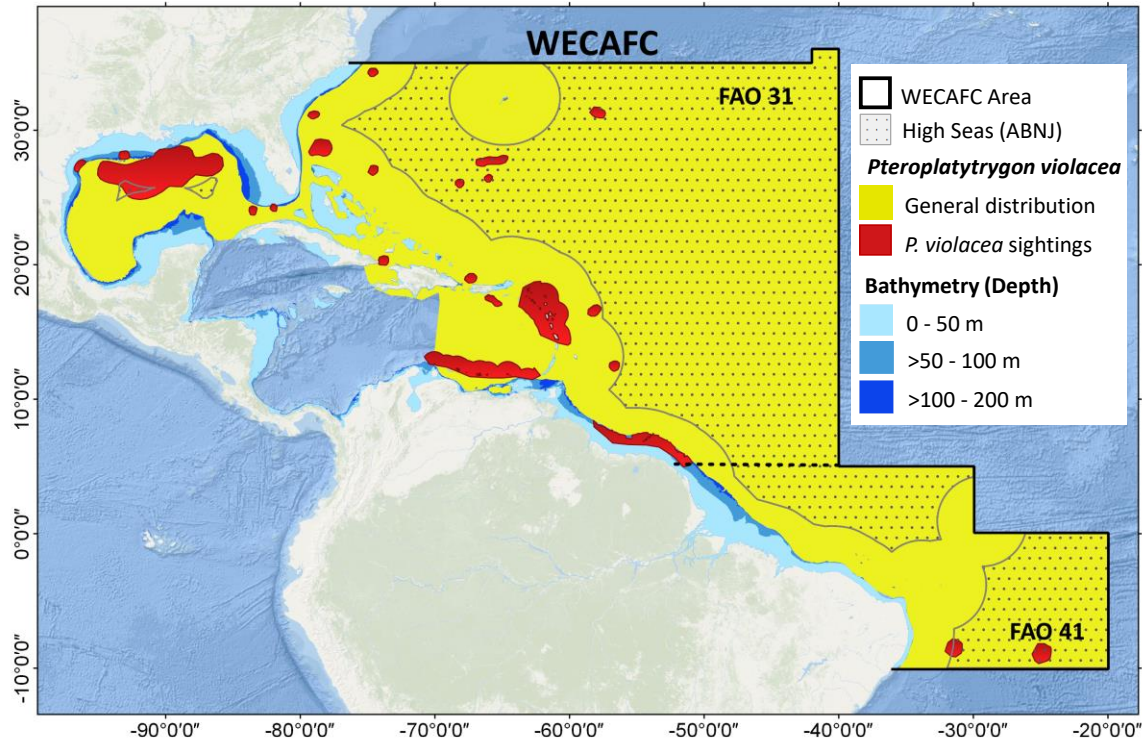 WECAFC
FAO 31
WECAFC Area
High Seas (ABNJ)
Pteroplatytrygon violacea
General distribution
P. violacea sightings
Bathymetry (Depth)
0 - 50 m
>50 - 100 m
>100 - 200 m
FAO 41
30°0'0"
20°0'0"
10°0'0"
0°0'0"
-10°0'0"
-90°0'0"
-80°0'0"
-70°0'0"
-60°0'0"
-50°0'0"
-40°0'0"
-30°0'0"
-20°0'0"